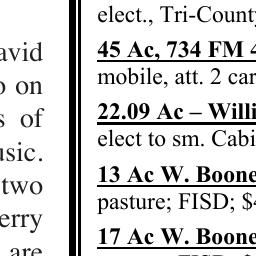 avid
on
s of
usic.
two
erry
are
elect., Tri-County
45 Ac, 734 FM 4
mobile, att. 2 car
22.09 Ac – Willi
elect to sm. Cabi
13 Ac W. Boone
pasture; FISD; $4
17 Ac W. Boone